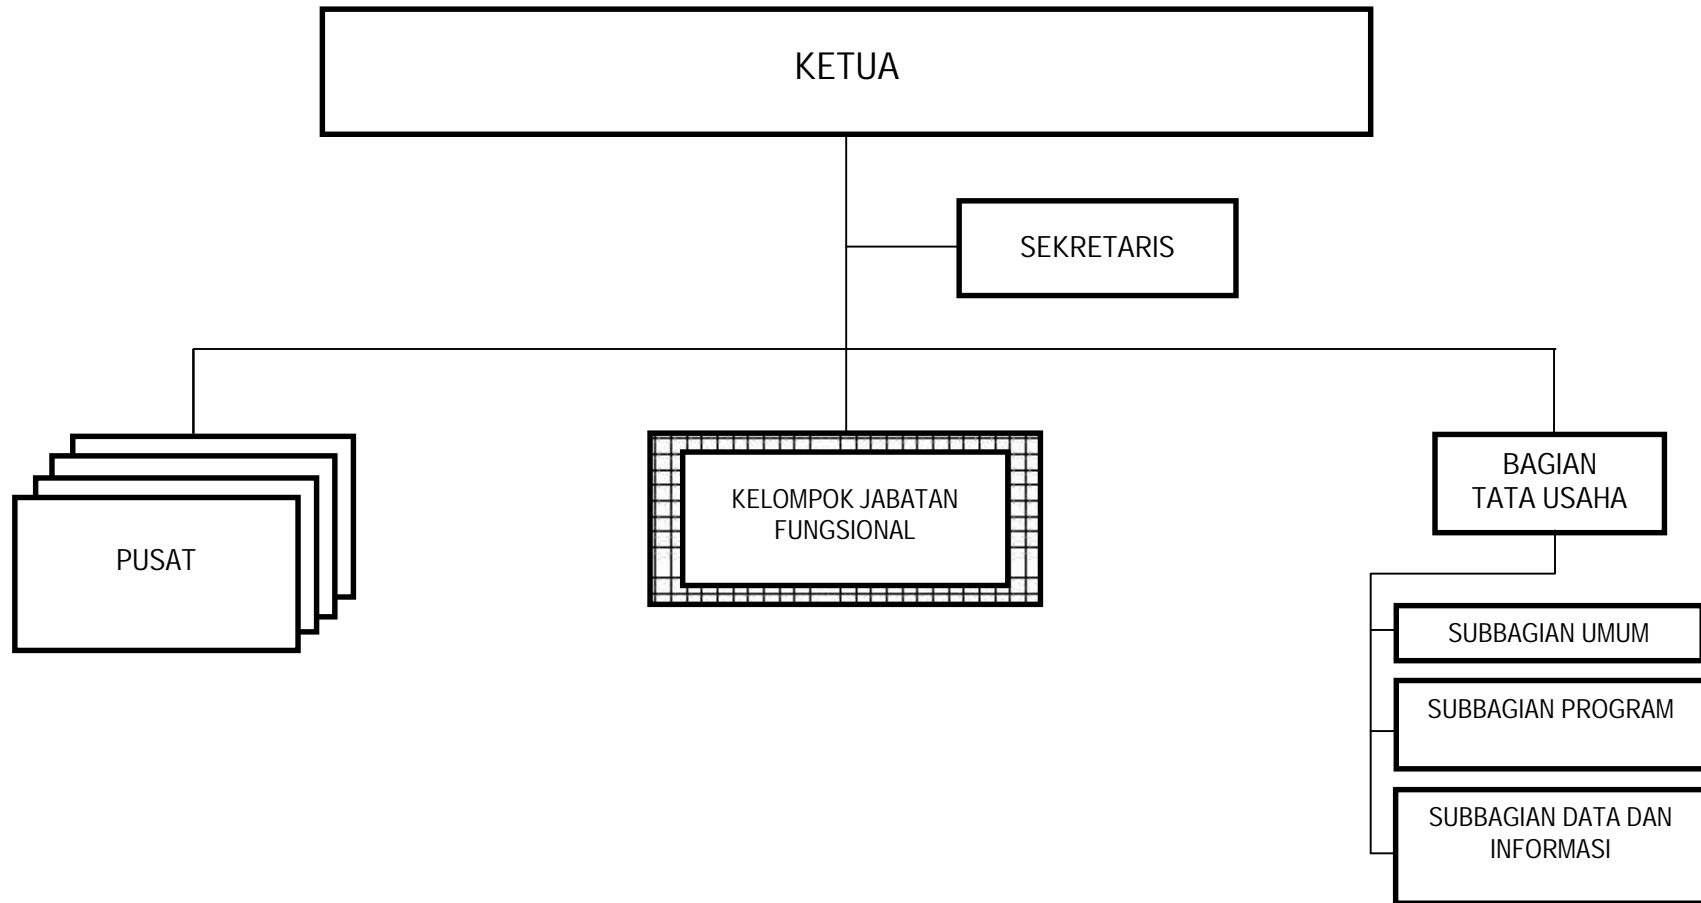 KETUA
SEKRETARIS
PUSAT
KELOMPOK JABATAN
FUNGSIONAL
BAGIAN
TATA USAHA
SUBBAGIAN UMUM
SUBBAGIAN PROGRAM
SUBBAGIAN DATA DAN
INFORMASI